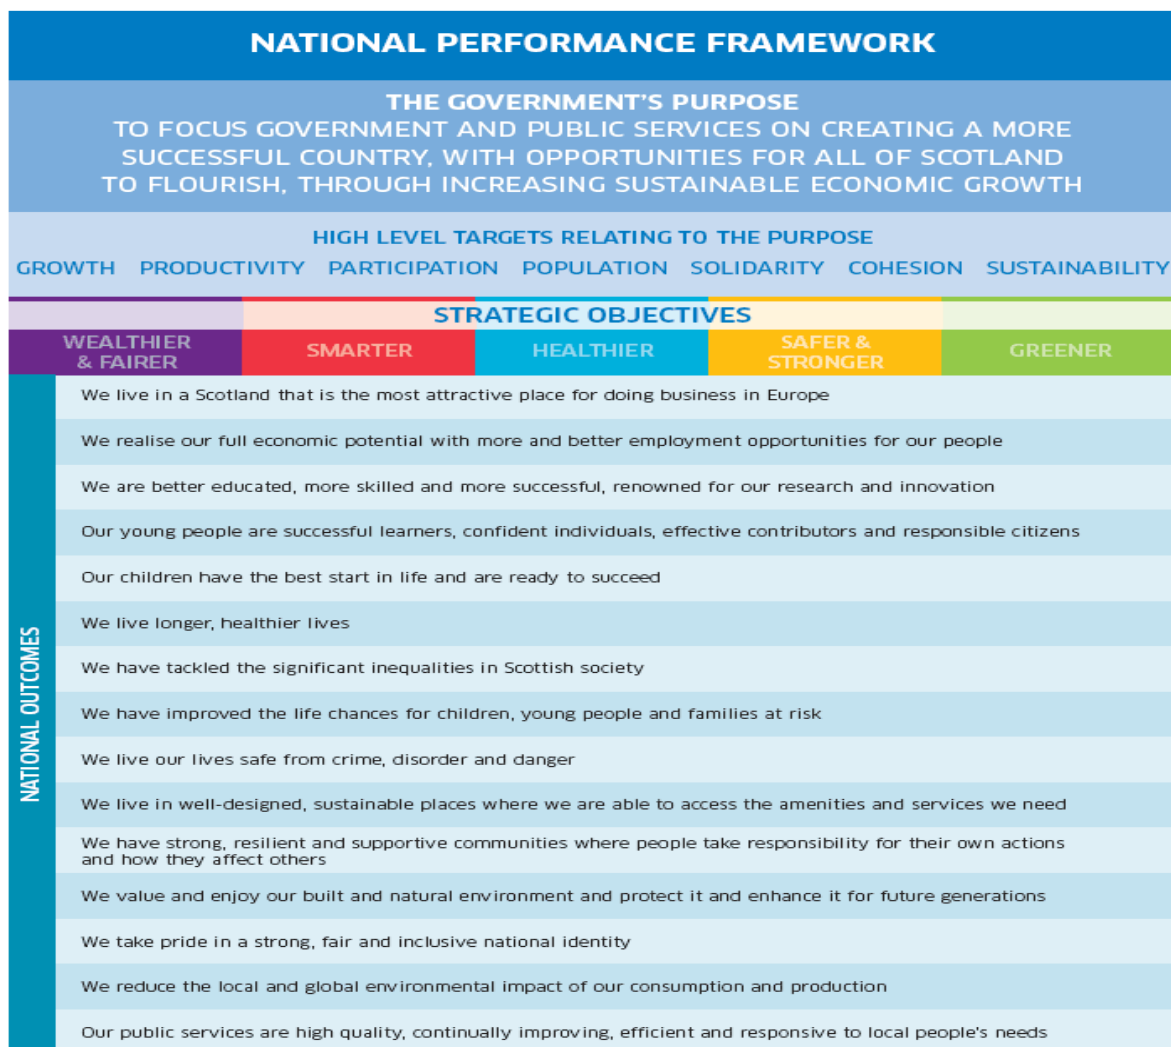 NATIONAL PERFORMANCE FRAMEWORK
THE GOVERNMENT'S PURPOSE
TO FOCUS GOVERNMENT AND PUBLIC SERVICES ON CREATING A MORE
SUCCESSFUL COUNTRY, WITH OPPORTUNITIES FOR ALL OF SCOTLAND
TO FLOURISH, THROUGH INCREASING SUSTAINABLE ECONOMIC GROWTH
HIGH LEVEL TARGETS RELATING TO THE PURPOSE
GROWTH PRODUCTIVITY PARTICIPATION POPULATION SOLIDARITY COHESION SUSTAINABILITY
STRATEGIC OBJECTIVES
WEALTHIER
& FAIRER
SMARTER
HEALTHIER
SAFER &
STRONGER
GREENER
NATIONAL OUTCOMES
We live in a Scotland that is the most attractive place for doing business in Europe
We realise our full economic potential with more and better employment opportunities for our people
We are better educated, more skilled and more successful, renowned for our research and innovation
Our young people are successful learners, confident individuals, effective contributors and responsible citizens
Our children have the best start in life and are ready to succeed
We live longer, healthier lives
We have tackled the significant inequalities in Scottish society
We have improved the life chances for children, young people and families at risk
We live our lives safe from crime, disorder and danger
We live in well-designed, sustainable places where we are able to access the amenities and services we need
We have strong, resilient and supportive communities where people take responsibility for their own actions
and how they affect others
We value and enjoy our built and natural environment and protect it and enhance it for future generations
We take pride in a strong, fair and inclusive national identity
We reduce the local and global environmental impact of our consumption and production
Our public services are high quality, continually improving, efficient and responsive to local people's needs